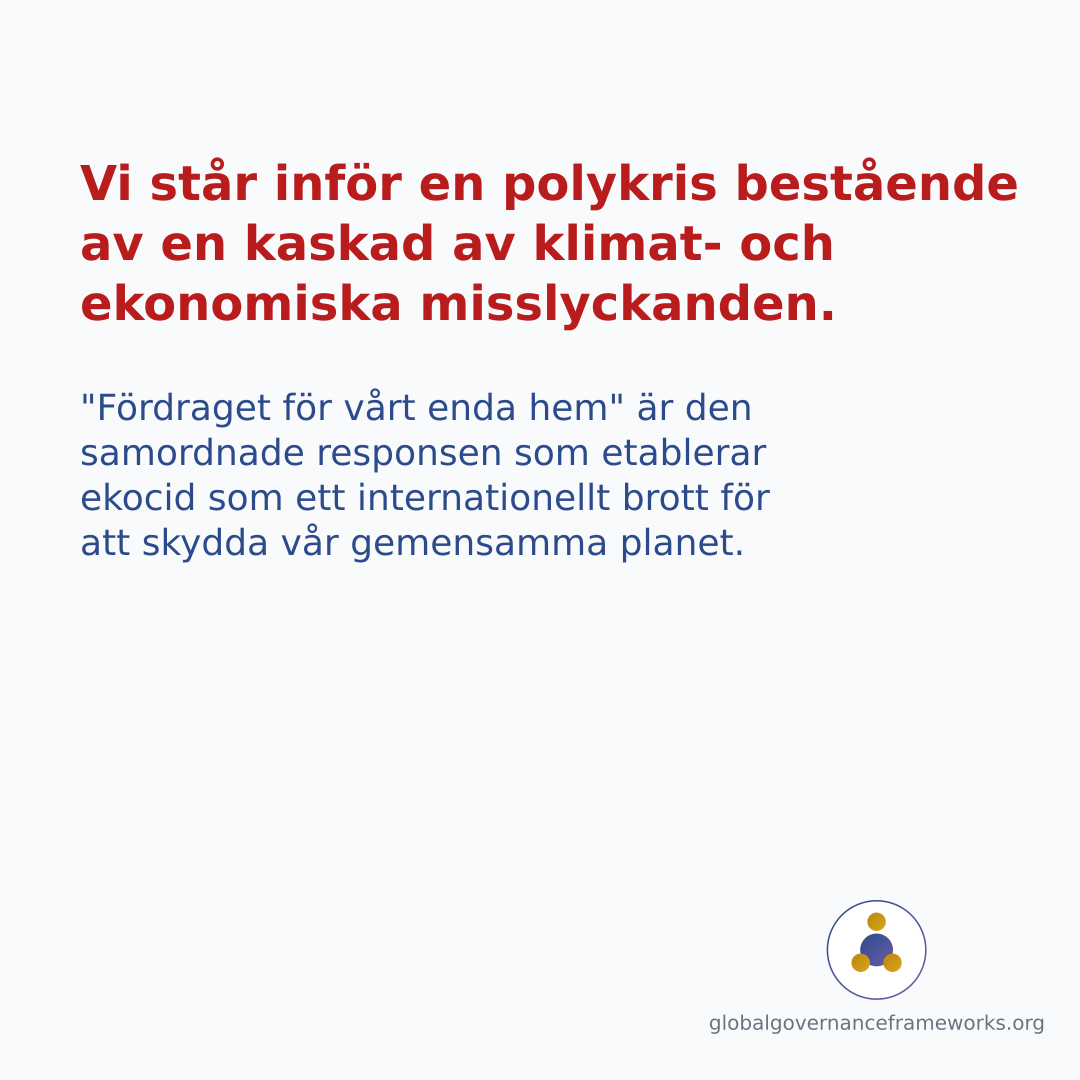 Vi står inför en polykris bestående
av en kaskad av klimat- och
ekonomiska misslyckanden.
"Fördraget för vårt enda hem" är den
samordnade responsen som etablerar
ekocid som ett internationellt brott för
att skydda vår gemensamma planet.
globalgovernanceframeworks.org